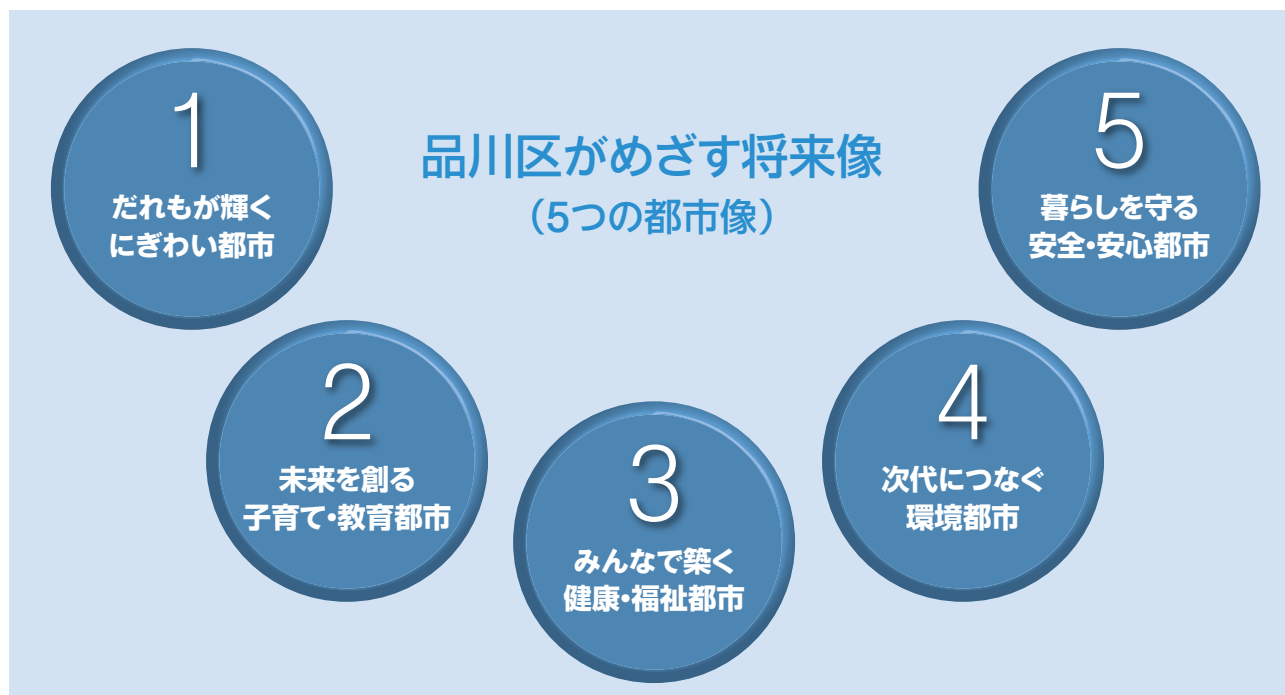 品川区がめざす将来像
（5つの都市像）
1
だれもが輝く
にぎわい都市
2
未来を創る
子育て・教育都市
3
みんなで築く
健康・福祉都市
4
次代につなぐ
環境都市
5
暮らしを守る
安全・安心都市